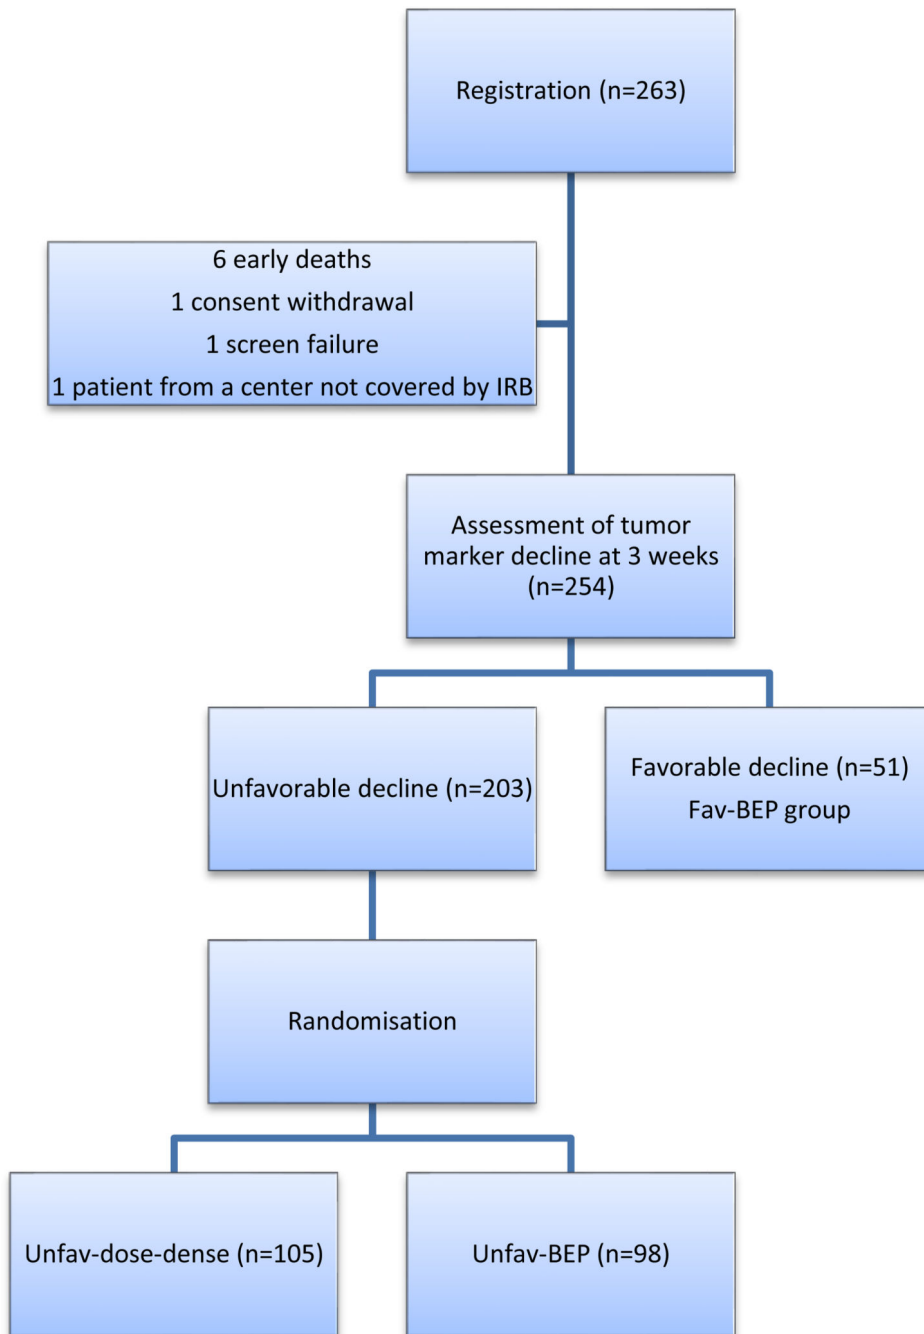 Registration (n=263)
6 early deaths
1 consent withdrawal
1 screen failure
1 patient from a center not covered by IRB
Assessment of tumor
marker decline at 3 weeks
(n=254)
Unfavorable decline (n=203)
Favorable decline (n=51)
Fav-BEP group
Randomisation
Unfav-dose-dense (n=105)
Unfav-BEP (n=98)